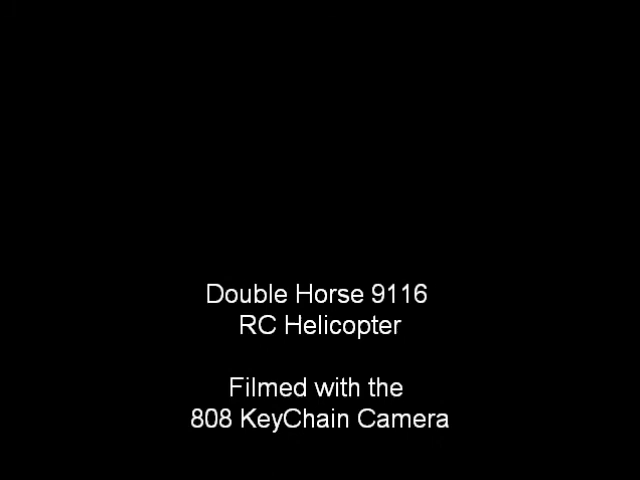 Double Horse 9116
RC Helicopter
Filmed with the
808 KeyChain Camera